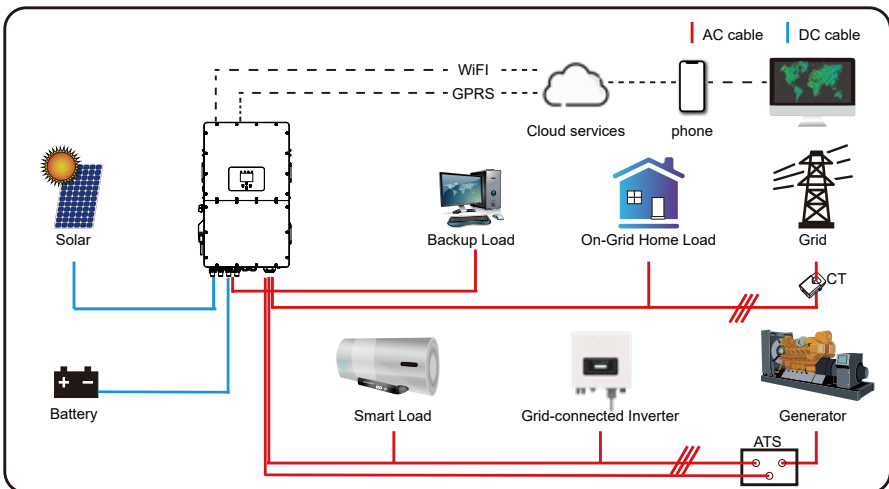 AC cable
DC cable
WiFI
GPRS
Cloud services
phone
Solar
Backup Load
On-Grid Home Load
Grid
CT
Battery
Smart Load
Grid-connected Inverter
Generator
ATS